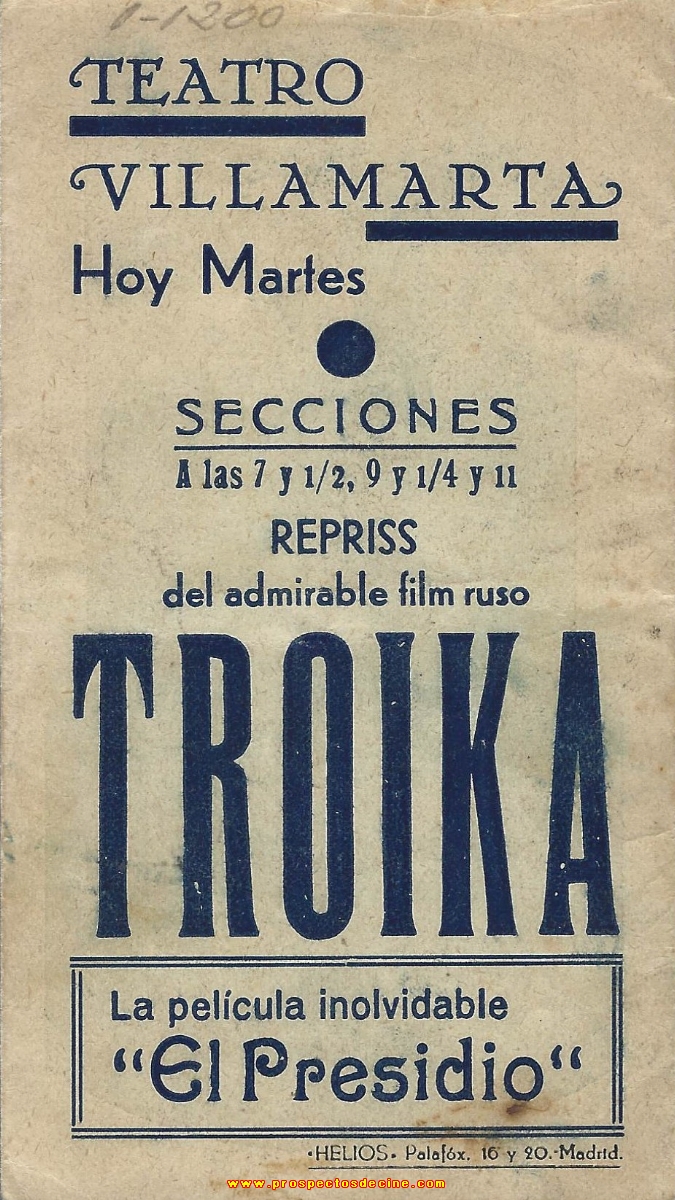 1-1200
TEATRO
VILLAMARTA
Hoy Martes
SECCIONES
A las 7 y 1/2, 9 y 1/4 y 11
REPRISS
del admirable film ruso
TROIKA
La película inolvidable
“El Presidio“
·HELIOS· Palafóx, 16 y 20.-Madrid.
www.prospectosdecine.com